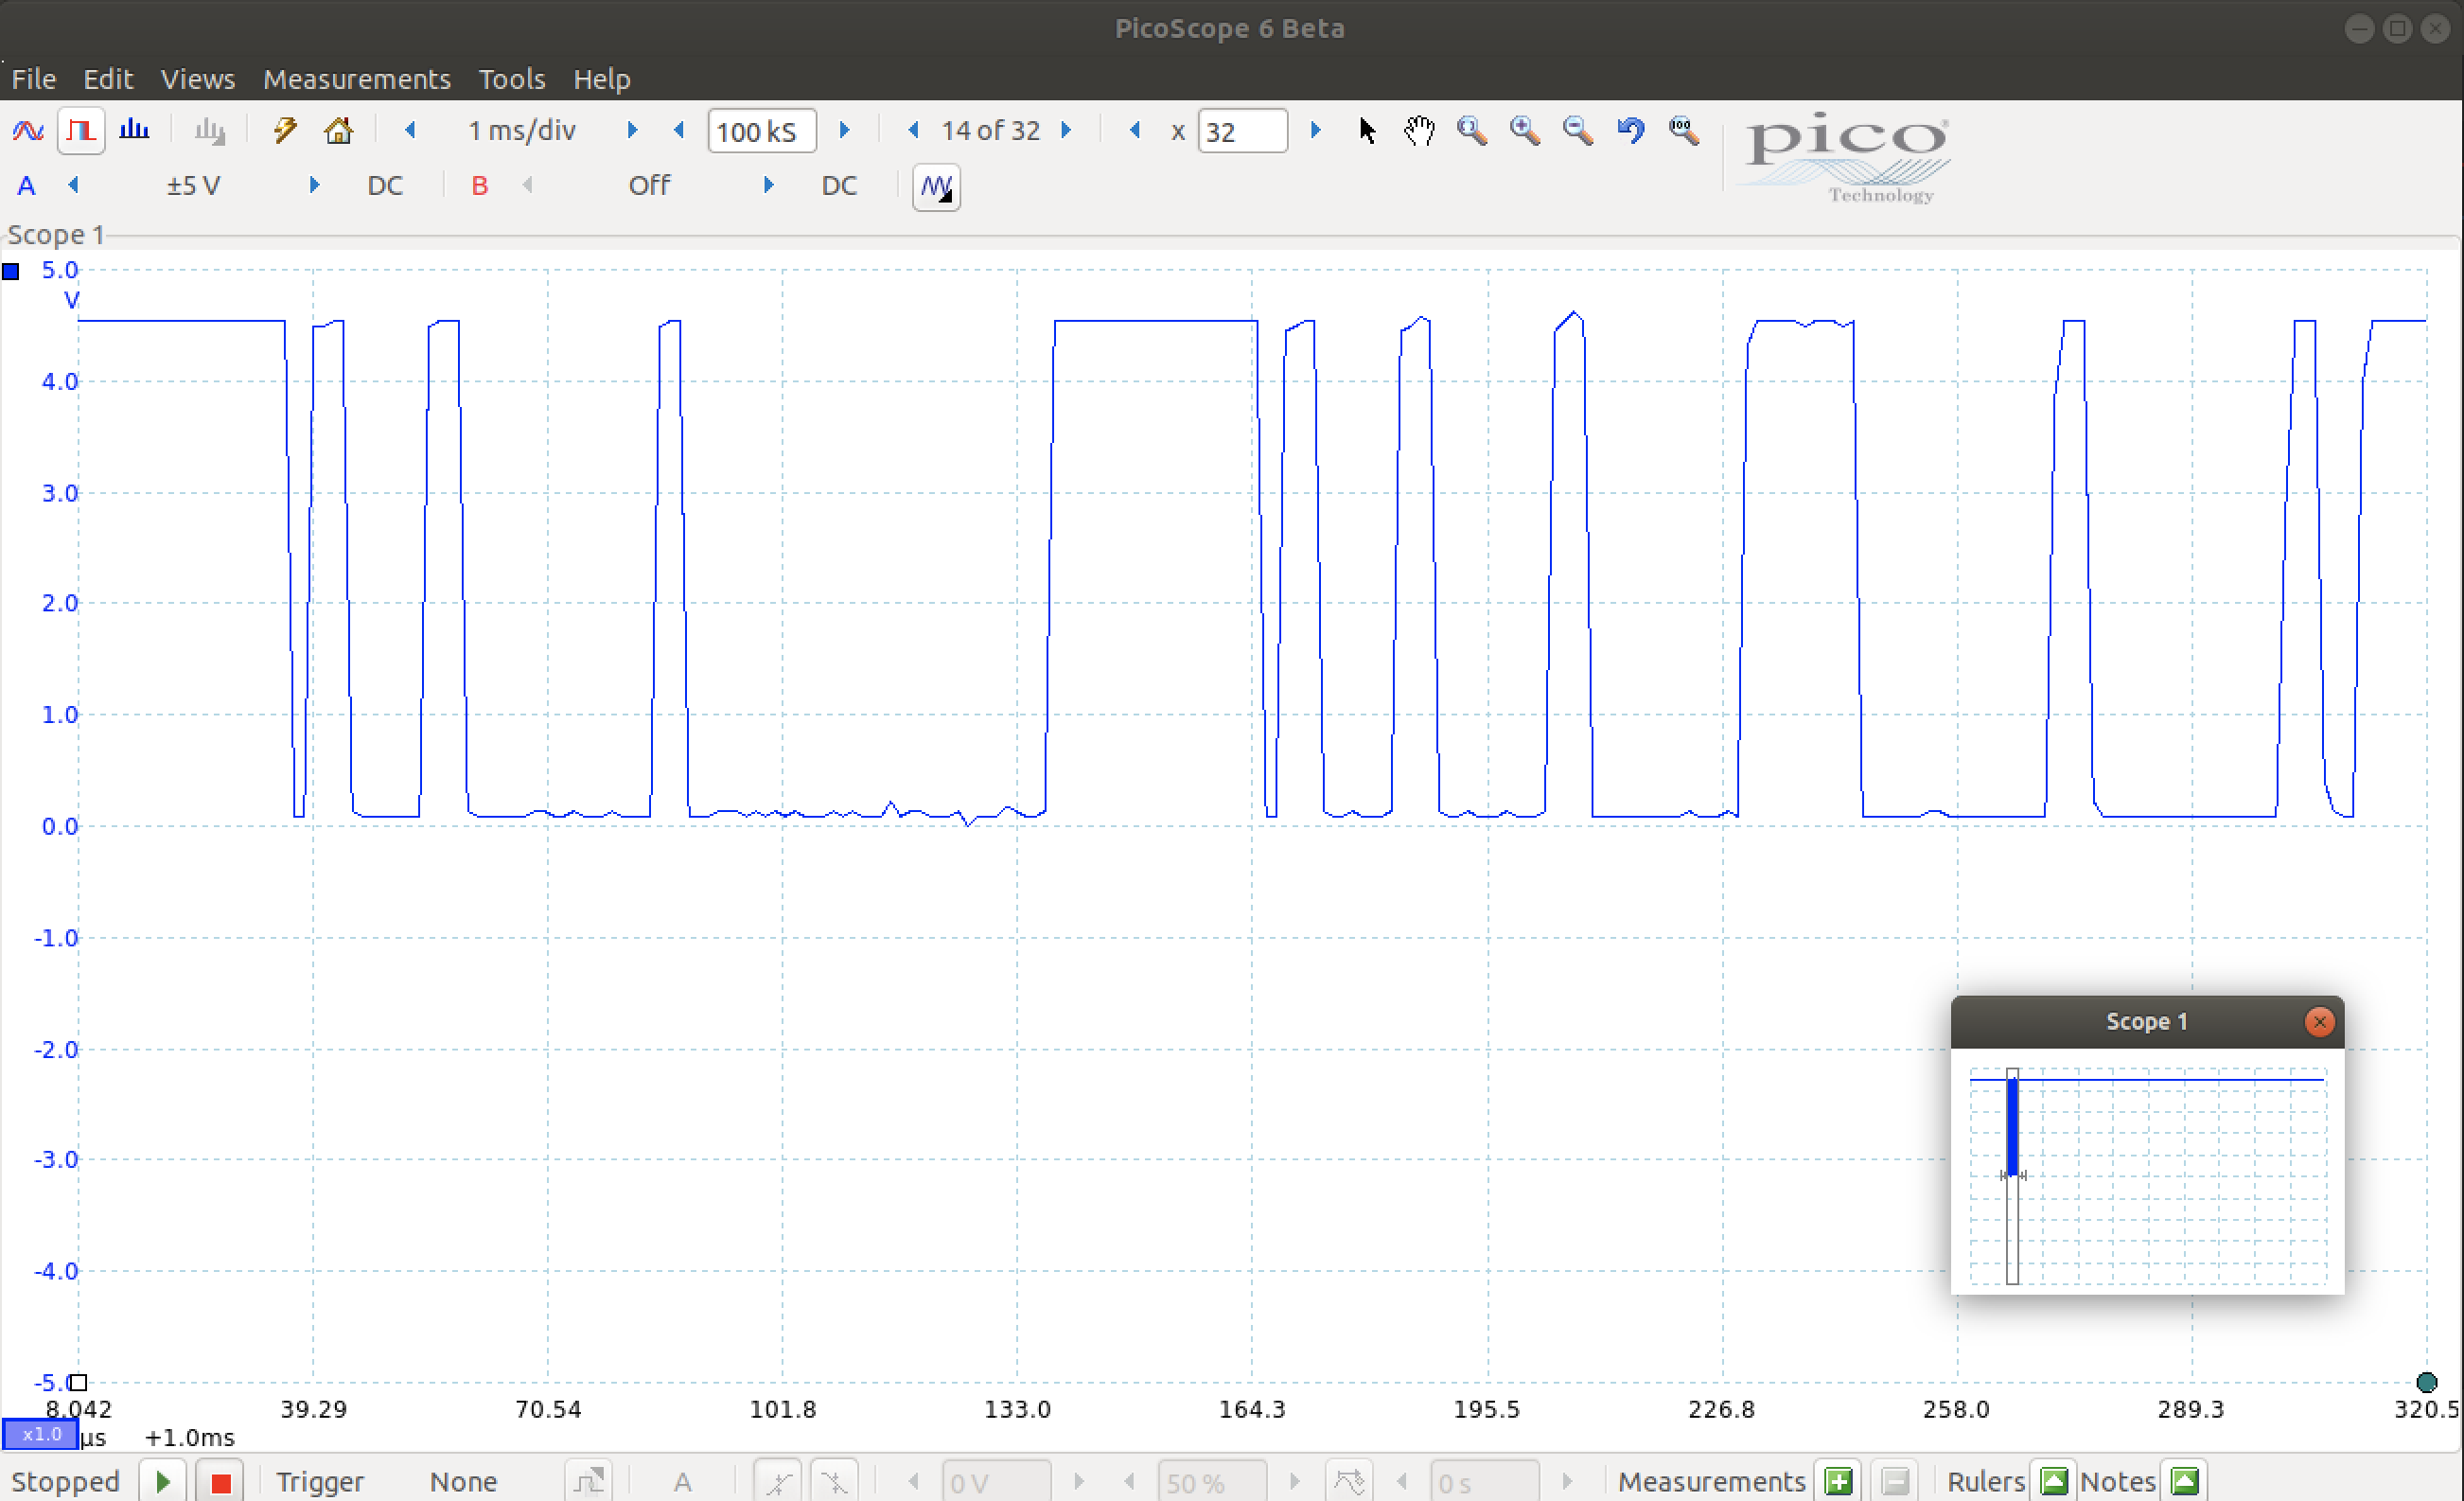 PicoScope 6 Beta
File Edit Views Measurements Tools Help
1 ms/div 100 kS 14 of 32 x 32
pico
Technology
A ±5 V DC B Off DC
Scope 1
5.0
V
4.0
3.0
2.0
1.0
0.0
-1.0
-2.0
-3.0
-4.0
-5.0
Scope 1
8.042 39.29 70.54 101.8 133.0 164.3 195.5 226.8 258.0 289.3 320.5
x1.0 µs +1.0ms
Stopped Trigger None A 0 V 50 % 0 s Measurements Rulers Notes